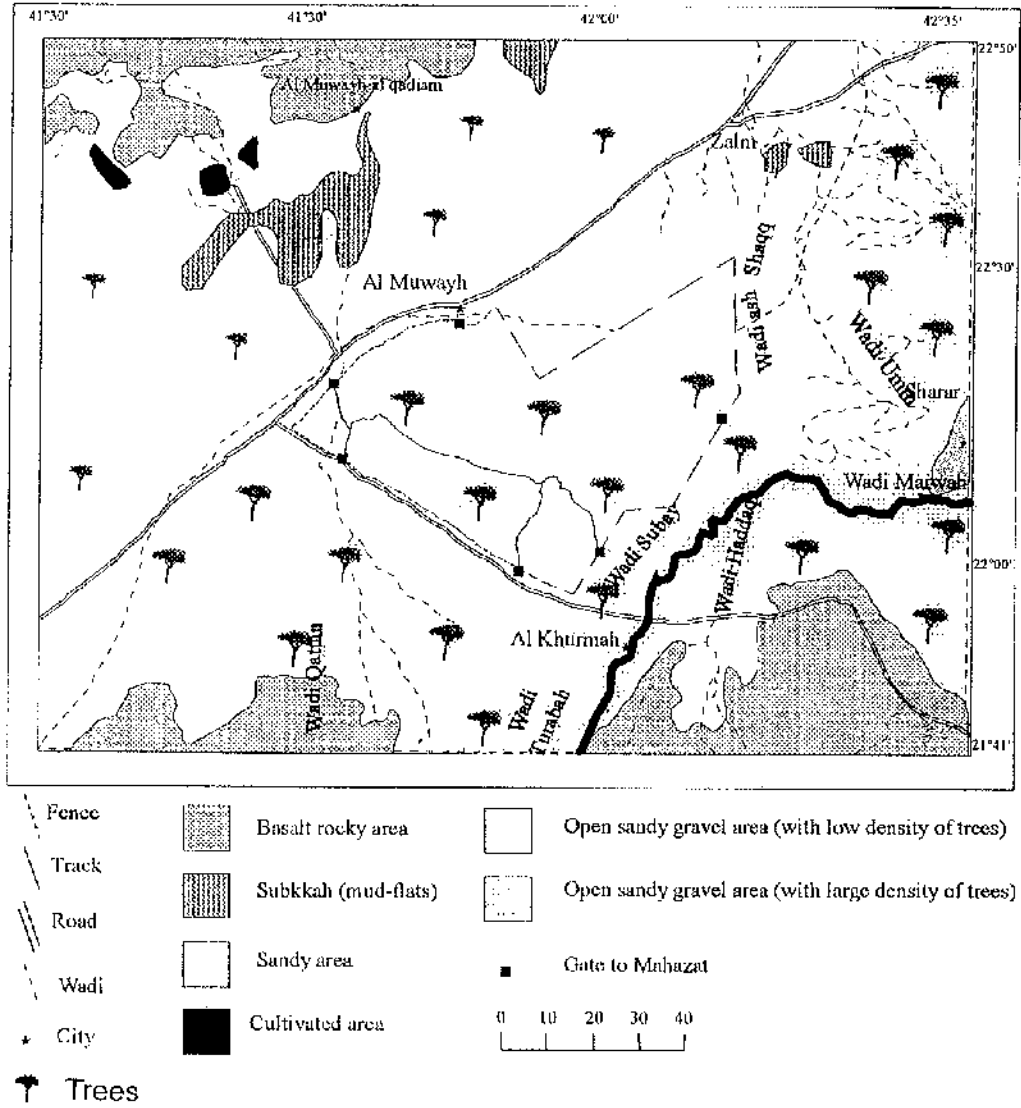 41°30' 41°30' 42°00' 42°35'
22°50'
Al Muwayh al qadiam
Zalm
Wadi ash Shaqq
22°30'
Al Muwayh
Wadi Umm
Sharar
Wadi Marwah
Wadi Subay
Wadi Haddaq
22°00'
Al Khurmah
Wadi Qatnn
Wadi
Turabah
21°41'
Fence
Track
Road
Wadi
City
Trees
Basalt rocky area
Subkkah (mud-flats)
Sandy area
Cultivated area
Open sandy gravel area (with low density of trees)
Open sandy gravel area (with large density of trees)
Gate to Mahazat
0 10 20 30 40